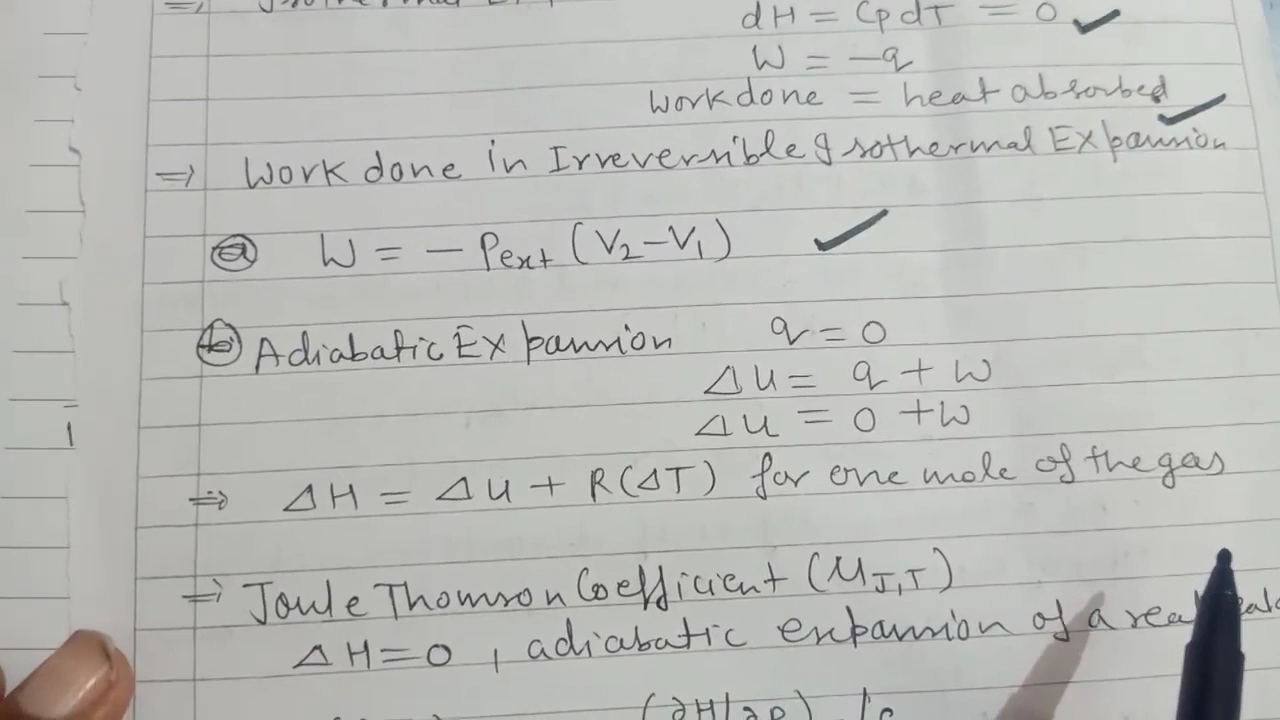 dH = CpdT = 0
W = -q
Workdone = heat absorbed
⇒ Work done in Irreversible Isothermal Expansion
ⓐ W = - Pext (V2-V1)
ⓑ Adiabatic Expansion q = 0
ΔU = q + W
ΔU = 0 + W
⇒ ΔH = ΔU + R(ΔT) for one mole of the gas
⇒ Joule Thomson Coefficient (μJ,T)
ΔH=0, adiabatic expansion of a real
(∂H/∂P)